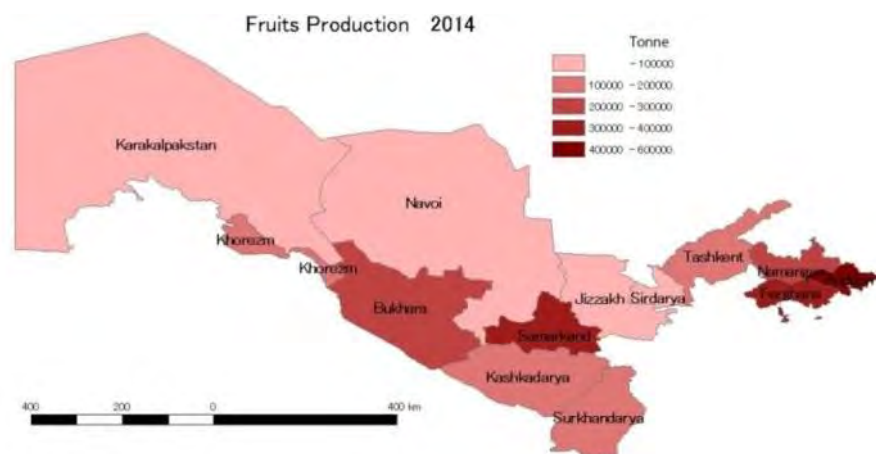 Fruits Production 2014
Tonne
-100000
100000 -200000
200000 -300000
300000 -400000
400000 -600000
Karakalpakstan
Navoi
Khorezm
Khorezm
Tashkent
Bukhara
Jizzakh
Sirdarya
Samarkand
Kashkadarya
Surkhandarya
400 200 0 400 km